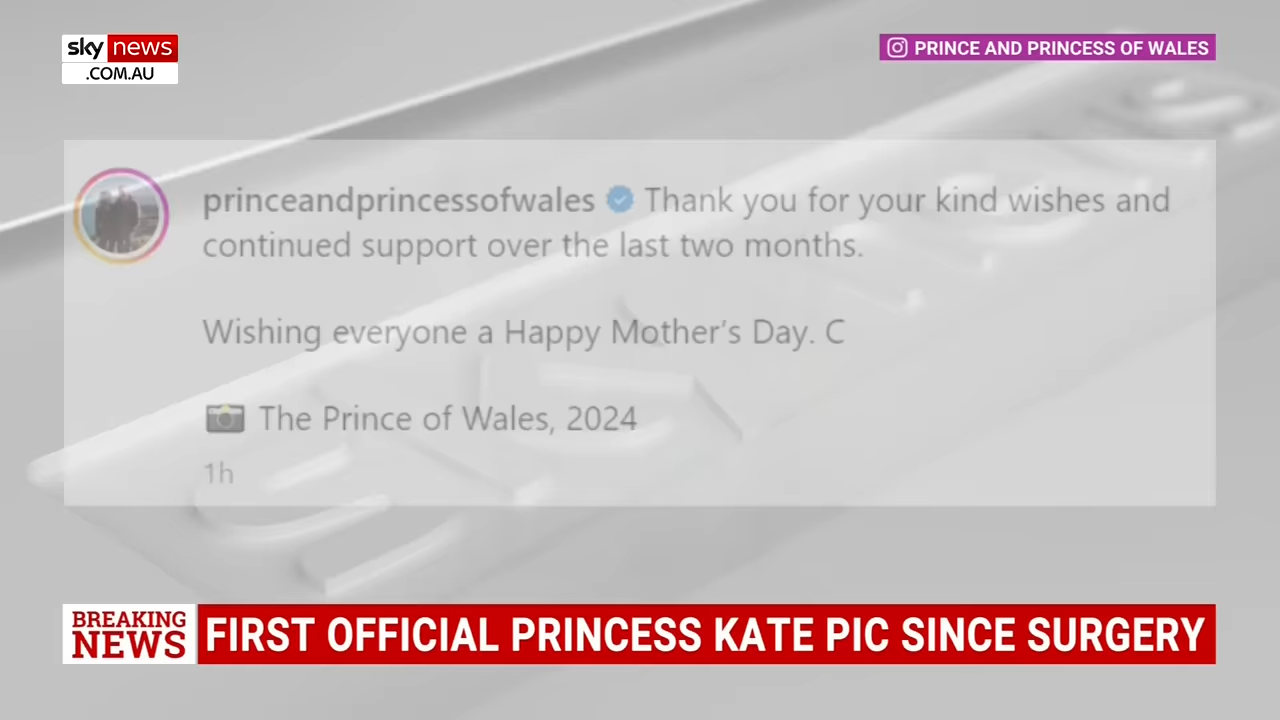 sky news
.COM.AU
PRINCE AND PRINCESS OF WALES
princeandprincessofwales Thank you for your kind wishes and
continued support over the last two months.
Wishing everyone a Happy Mother's Day. C
📷 The Prince of Wales, 2024
1h
BREAKING
NEWS
FIRST OFFICIAL PRINCESS KATE PIC SINCE SURGERY